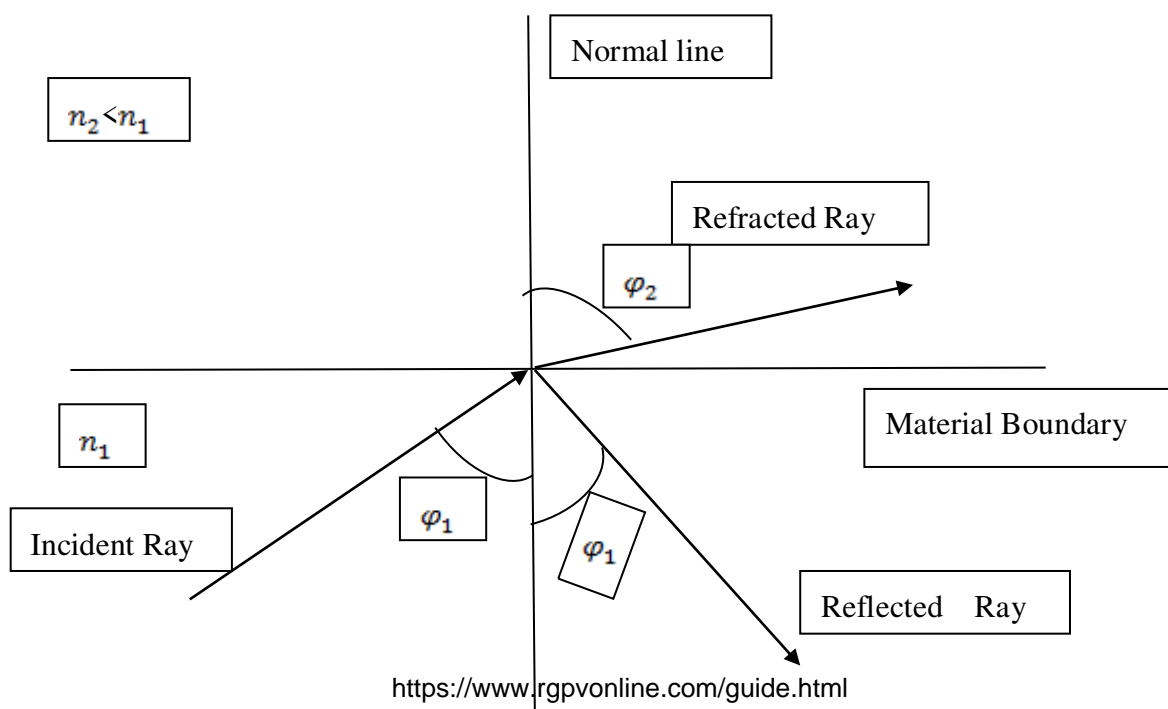 Normal line
n₂<n₁
Refracted Ray
φ₂
Material Boundary
n₁
φ₁
Incident Ray
φ₁
Reflected Ray
https://www.rgpvonline.com/guide.html